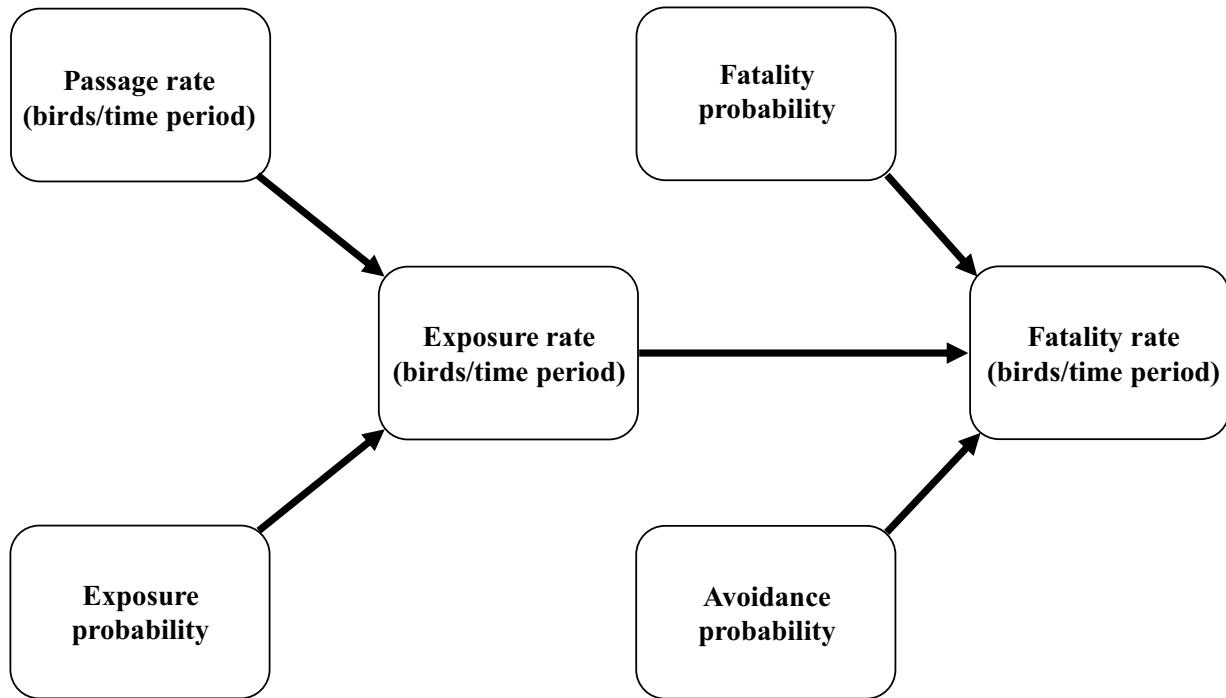 Passage rate
(birds/time period)
Fatality
probability
Exposure rate
(birds/time period)
Fatality rate
(birds/time period)
Exposure
probability
Avoidance
probability